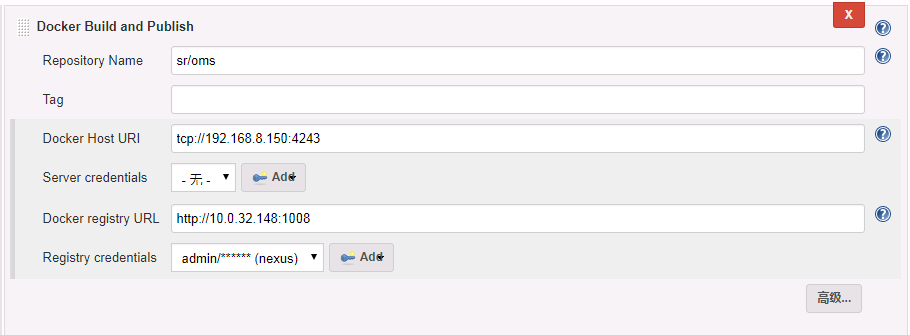 X
Docker Build and Publish
Repository Name sr/oms
Tag
Docker Host URI tcp://192.168.8.150:4243
Server credentials - 无 - Add
Docker registry URL http://10.0.32.148:1008
Registry credentials admin/****** (nexus) Add
高级...